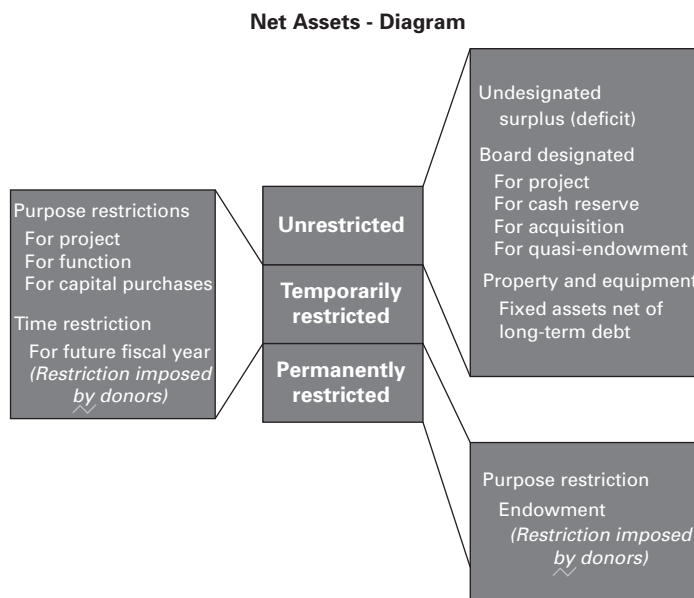 Net Assets - Diagram
Purpose restrictions
For project
For function
For capital purchases
Time restriction
For future fiscal year
(Restriction imposed
by donors)
Unrestricted
Temporarily
restricted
Permanently
restricted
Undesignated
surplus (deficit)
Board designated
For project
For cash reserve
For acquisition
For quasi-endowment
Property and equipment
Fixed assets net of
long-term debt
Purpose restriction
Endowment
(Restriction imposed
by donors)